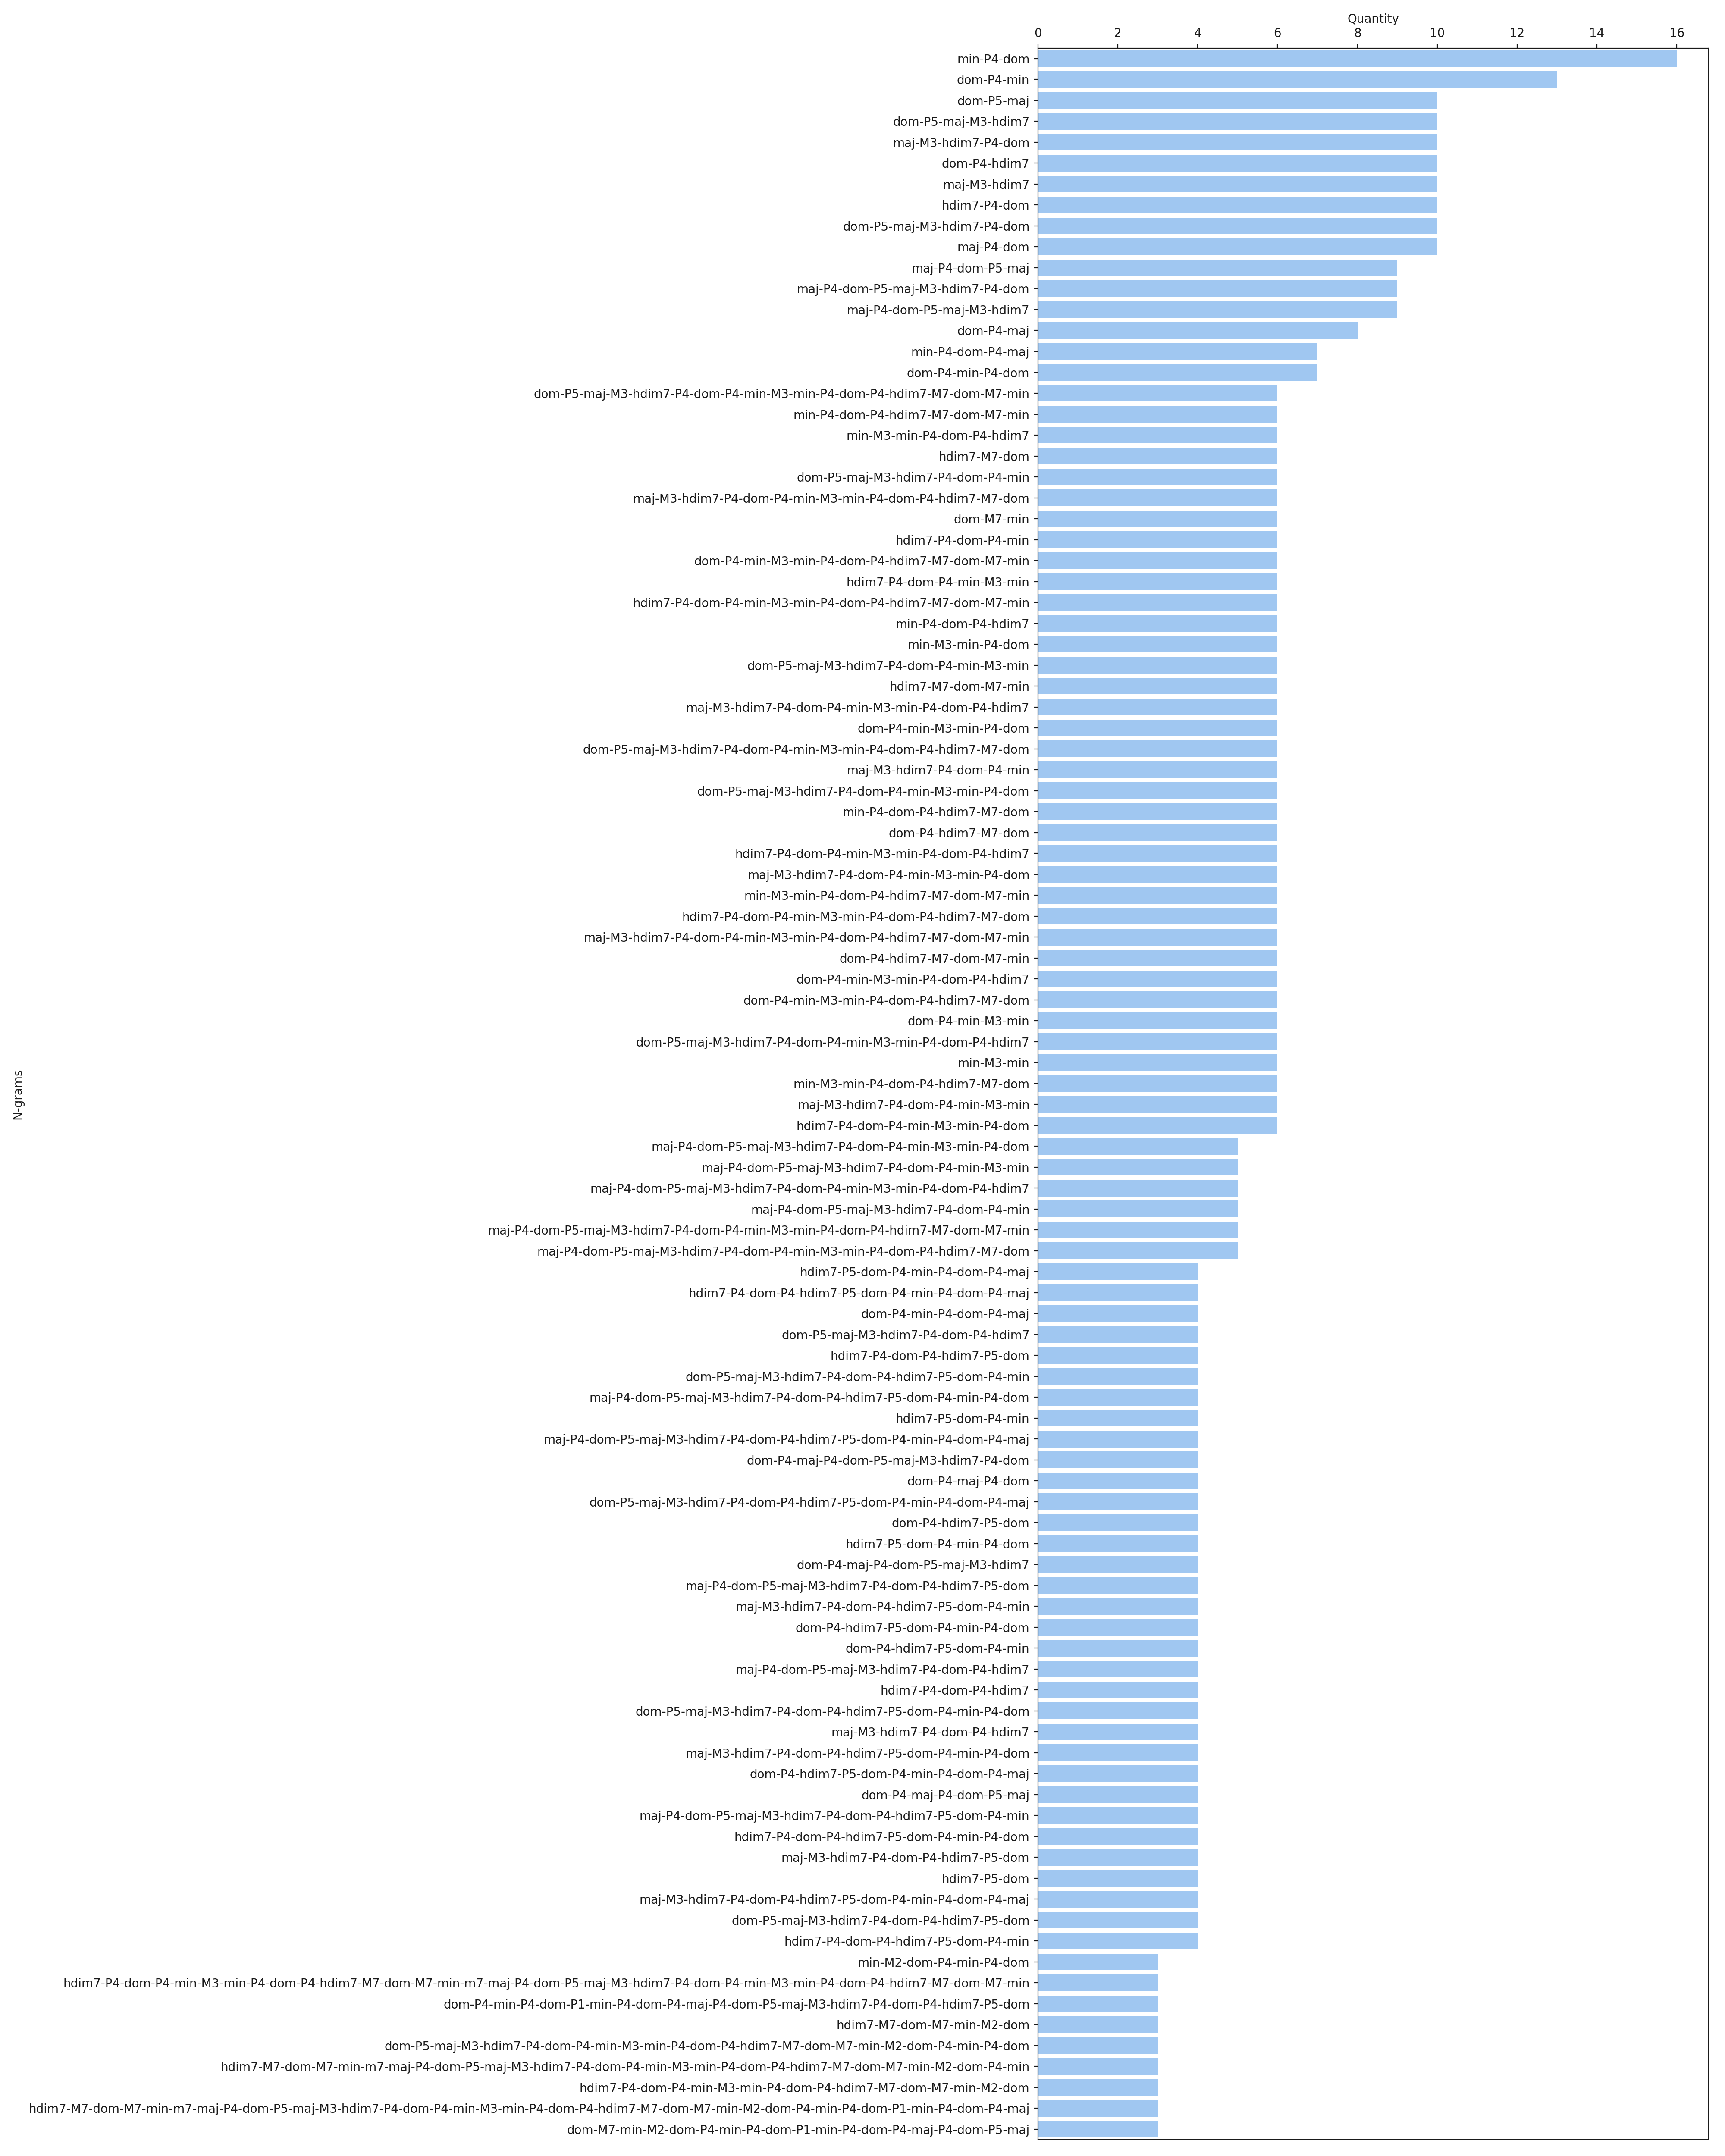 Quantity
0 2 4 6 8 10 12 14 16
min-P4-dom
dom-P4-min
dom-P5-maj
dom-P5-maj-M3-hdim7
maj-M3-hdim7-P4-dom
dom-P4-hdim7
maj-M3-hdim7
hdim7-P4-dom
dom-P5-maj-M3-hdim7-P4-dom
maj-P4-dom
maj-P4-dom-P5-maj
maj-P4-dom-P5-maj-M3-hdim7-P4-dom
maj-P4-dom-P5-maj-M3-hdim7
dom-P4-maj
min-P4-dom-P4-maj
dom-P4-min-P4-dom
dom-P5-maj-M3-hdim7-P4-dom-P4-min-M3-min-P4-dom-P4-hdim7-M7-dom-M7-min
min-P4-dom-P4-hdim7-M7-dom-M7-min
min-M3-min-P4-dom-P4-hdim7
hdim7-M7-dom
dom-P5-maj-M3-hdim7-P4-dom-P4-min
maj-M3-hdim7-P4-dom-P4-min-M3-min-P4-dom-P4-hdim7-M7-dom
dom-M7-min
hdim7-P4-dom-P4-min
dom-P4-min-M3-min-P4-dom-P4-hdim7-M7-dom-M7-min
hdim7-P4-dom-P4-min-M3-min
hdim7-P4-dom-P4-min-M3-min-P4-dom-P4-hdim7-M7-dom-M7-min
min-P4-dom-P4-hdim7
min-M3-min-P4-dom
dom-P5-maj-M3-hdim7-P4-dom-P4-min-M3-min
hdim7-M7-dom-M7-min
maj-M3-hdim7-P4-dom-P4-min-M3-min-P4-dom-P4-hdim7
dom-P4-min-M3-min-P4-dom
dom-P5-maj-M3-hdim7-P4-dom-P4-min-M3-min-P4-dom-P4-hdim7-M7-dom
maj-M3-hdim7-P4-dom-P4-min
dom-P5-maj-M3-hdim7-P4-dom-P4-min-M3-min-P4-dom
min-P4-dom-P4-hdim7-M7-dom
dom-P4-hdim7-M7-dom
hdim7-P4-dom-P4-min-M3-min-P4-dom-P4-hdim7
maj-M3-hdim7-P4-dom-P4-min-M3-min-P4-dom
min-M3-min-P4-dom-P4-hdim7-M7-dom-M7-min
hdim7-P4-dom-P4-min-M3-min-P4-dom-P4-hdim7-M7-dom
maj-M3-hdim7-P4-dom-P4-min-M3-min-P4-dom-P4-hdim7-M7-dom-M7-min
dom-P4-hdim7-M7-dom-M7-min
dom-P4-min-M3-min-P4-dom-P4-hdim7
dom-P4-min-M3-min-P4-dom-P4-hdim7-M7-dom
dom-P4-min-M3-min
dom-P5-maj-M3-hdim7-P4-dom-P4-min-M3-min-P4-dom-P4-hdim7
min-M3-min
min-M3-min-P4-dom-P4-hdim7-M7-dom
maj-M3-hdim7-P4-dom-P4-min-M3-min
hdim7-P4-dom-P4-min-M3-min-P4-dom
maj-P4-dom-P5-maj-M3-hdim7-P4-dom-P4-min-M3-min-P4-dom
maj-P4-dom-P5-maj-M3-hdim7-P4-dom-P4-min-M3-min
maj-P4-dom-P5-maj-M3-hdim7-P4-dom-P4-min-M3-min-P4-dom-P4-hdim7
maj-P4-dom-P5-maj-M3-hdim7-P4-dom-P4-min
maj-P4-dom-P5-maj-M3-hdim7-P4-dom-P4-min-M3-min-P4-dom-P4-hdim7-M7-dom-M7-min
maj-P4-dom-P5-maj-M3-hdim7-P4-dom-P4-min-M3-min-P4-dom-P4-hdim7-M7-dom
hdim7-P5-dom-P4-min-P4-dom-P4-maj
hdim7-P4-dom-P4-hdim7-P5-dom-P4-min-P4-dom-P4-maj
dom-P4-min-P4-dom-P4-maj
dom-P5-maj-M3-hdim7-P4-dom-P4-hdim7
hdim7-P4-dom-P4-hdim7-P5-dom
dom-P5-maj-M3-hdim7-P4-dom-P4-hdim7-P5-dom-P4-min
maj-P4-dom-P5-maj-M3-hdim7-P4-dom-P4-hdim7-P5-dom-P4-min-P4-dom
hdim7-P5-dom-P4-min
maj-P4-dom-P5-maj-M3-hdim7-P4-dom-P4-hdim7-P5-dom-P4-min-P4-dom-P4-maj
dom-P4-maj-P4-dom-P5-maj-M3-hdim7-P4-dom
dom-P4-maj-P4-dom
dom-P5-maj-M3-hdim7-P4-dom-P4-hdim7-P5-dom-P4-min-P4-dom-P4-maj
dom-P4-hdim7-P5-dom
hdim7-P5-dom-P4-min-P4-dom
dom-P4-maj-P4-dom-P5-maj-M3-hdim7
maj-P4-dom-P5-maj-M3-hdim7-P4-dom-P4-hdim7-P5-dom
maj-M3-hdim7-P4-dom-P4-hdim7-P5-dom-P4-min
dom-P4-hdim7-P5-dom-P4-min-P4-dom
dom-P4-hdim7-P5-dom-P4-min
maj-P4-dom-P5-maj-M3-hdim7-P4-dom-P4-hdim7
hdim7-P4-dom-P4-hdim7
dom-P5-maj-M3-hdim7-P4-dom-P4-hdim7-P5-dom-P4-min-P4-dom
maj-M3-hdim7-P4-dom-P4-hdim7
maj-M3-hdim7-P4-dom-P4-hdim7-P5-dom-P4-min-P4-dom
dom-P4-hdim7-P5-dom-P4-min-P4-dom-P4-maj
dom-P4-maj-P4-dom-P5-maj
maj-P4-dom-P5-maj-M3-hdim7-P4-dom-P4-hdim7-P5-dom-P4-min
hdim7-P4-dom-P4-hdim7-P5-dom-P4-min-P4-dom
maj-M3-hdim7-P4-dom-P4-hdim7-P5-dom
hdim7-P5-dom
maj-M3-hdim7-P4-dom-P4-hdim7-P5-dom-P4-min-P4-dom-P4-maj
dom-P5-maj-M3-hdim7-P4-dom-P4-hdim7-P5-dom
hdim7-P4-dom-P4-hdim7-P5-dom-P4-min
min-M2-dom-P4-min-P4-dom
hdim7-P4-dom-P4-min-M3-min-P4-dom-P4-hdim7-M7-dom-M7-min-m7-maj-P4-dom-P5-maj-M3-hdim7-P4-dom-P4-min-M3-min-P4-dom-P4-hdim7-M7-dom-M7-min
dom-P4-min-P4-dom-P1-min-P4-dom-P4-maj-P4-dom-P5-maj-M3-hdim7-P4-dom-P4-hdim7-P5-dom
hdim7-M7-dom-M7-min-M2-dom
dom-P5-maj-M3-hdim7-P4-dom-P4-min-M3-min-P4-dom-P4-hdim7-M7-dom-M7-min-M2-dom-P4-min-P4-dom
hdim7-M7-dom-M7-min-m7-maj-P4-dom-P5-maj-M3-hdim7-P4-dom-P4-min-M3-min-P4-dom-P4-hdim7-M7-dom-M7-min-M2-dom-P4-min
hdim7-P4-dom-P4-min-M3-min-P4-dom-P4-hdim7-M7-dom-M7-min-M2-dom
hdim7-M7-dom-M7-min-m7-maj-P4-dom-P5-maj-M3-hdim7-P4-dom-P4-min-M3-min-P4-dom-P4-hdim7-M7-dom-M7-min-M2-dom-P4-min-P4-dom-P1-min-P4-dom-P4-maj
dom-M7-min-M2-dom-P4-min-P4-dom-P1-min-P4-dom-P4-maj-P4-dom-P5-maj
N-grams